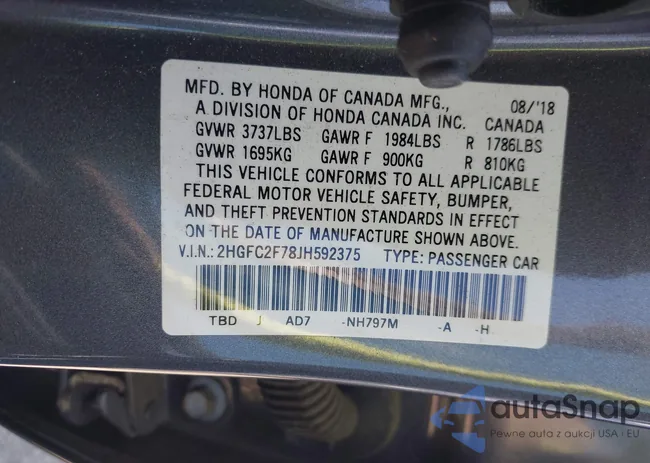 MFD. BY HONDA OF CANADA MFG., 08/'18
A DIVISION OF HONDA CANADA INC. CANADA
GVWR 3737LBS GAWR F 1984LBS R 1786LBS
GVWR 1695KG GAWR F 900KG R 810KG
THIS VEHICLE CONFORMS TO ALL APPLICABLE
FEDERAL MOTOR VEHICLE SAFETY, BUMPER,
AND THEFT PREVENTION STANDARDS IN EFFECT
ON THE DATE OF MANUFACTURE SHOWN ABOVE.
V.I.N.: 2HGFC2F78JH592375 TYPE: PASSENGER CAR
TBD J AD7 -NH797M -A -H
autoSnap
Pewne auta z aukcji USA i EU